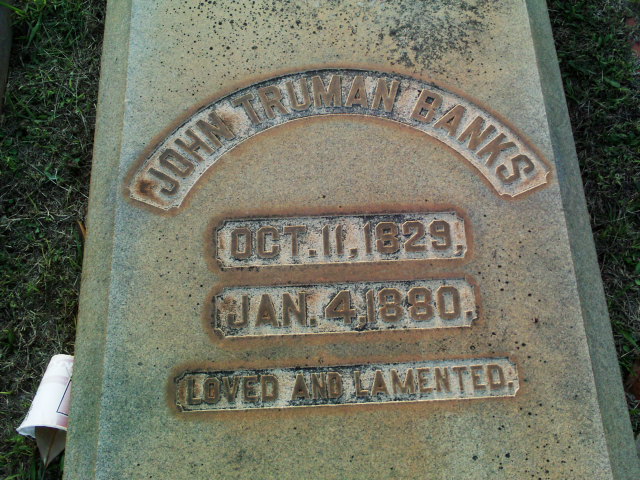 JOHN TRUMAN BANKS
OCT. 11, 1829,
JAN. 4, 1880.
LOVED AND LAMENTED.